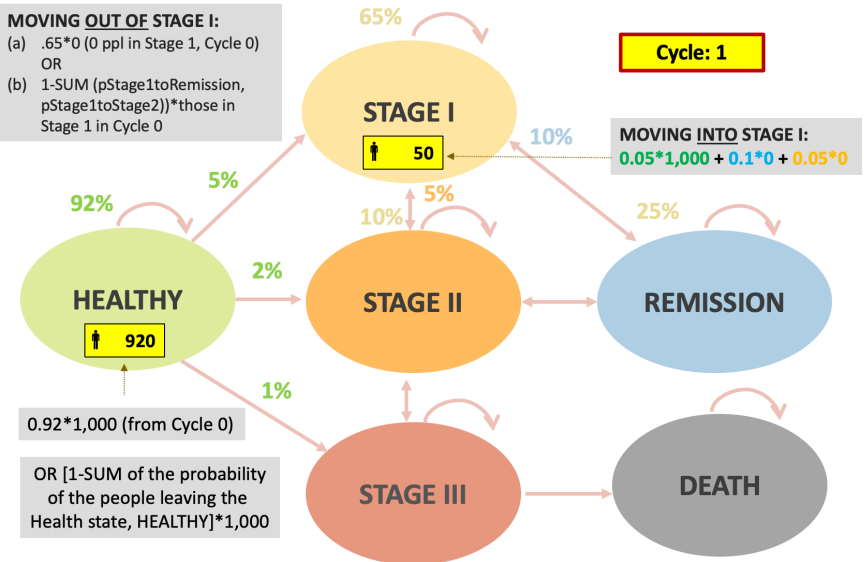 MOVING OUT OF STAGE I:
(a) .65*0 (0 ppl in Stage 1, Cycle 0)
OR
(b) 1-SUM (pStage1toRemission,
pStage1toStage2))*those in
Stage 1 in Cycle 0
65%
Cycle: 1
STAGE I
50
10%
MOVING INTO STAGE I:
0.05*1,000 + 0.1*0 + 0.05*0
5%
92%
5%
10%
25%
2%
HEALTHY
920
STAGE II
REMISSION
1%
0.92*1,000 (from Cycle 0)
OR [1-SUM of the probability
of the people leaving the
Health state, HEALTHY]*1,000
STAGE III
DEATH